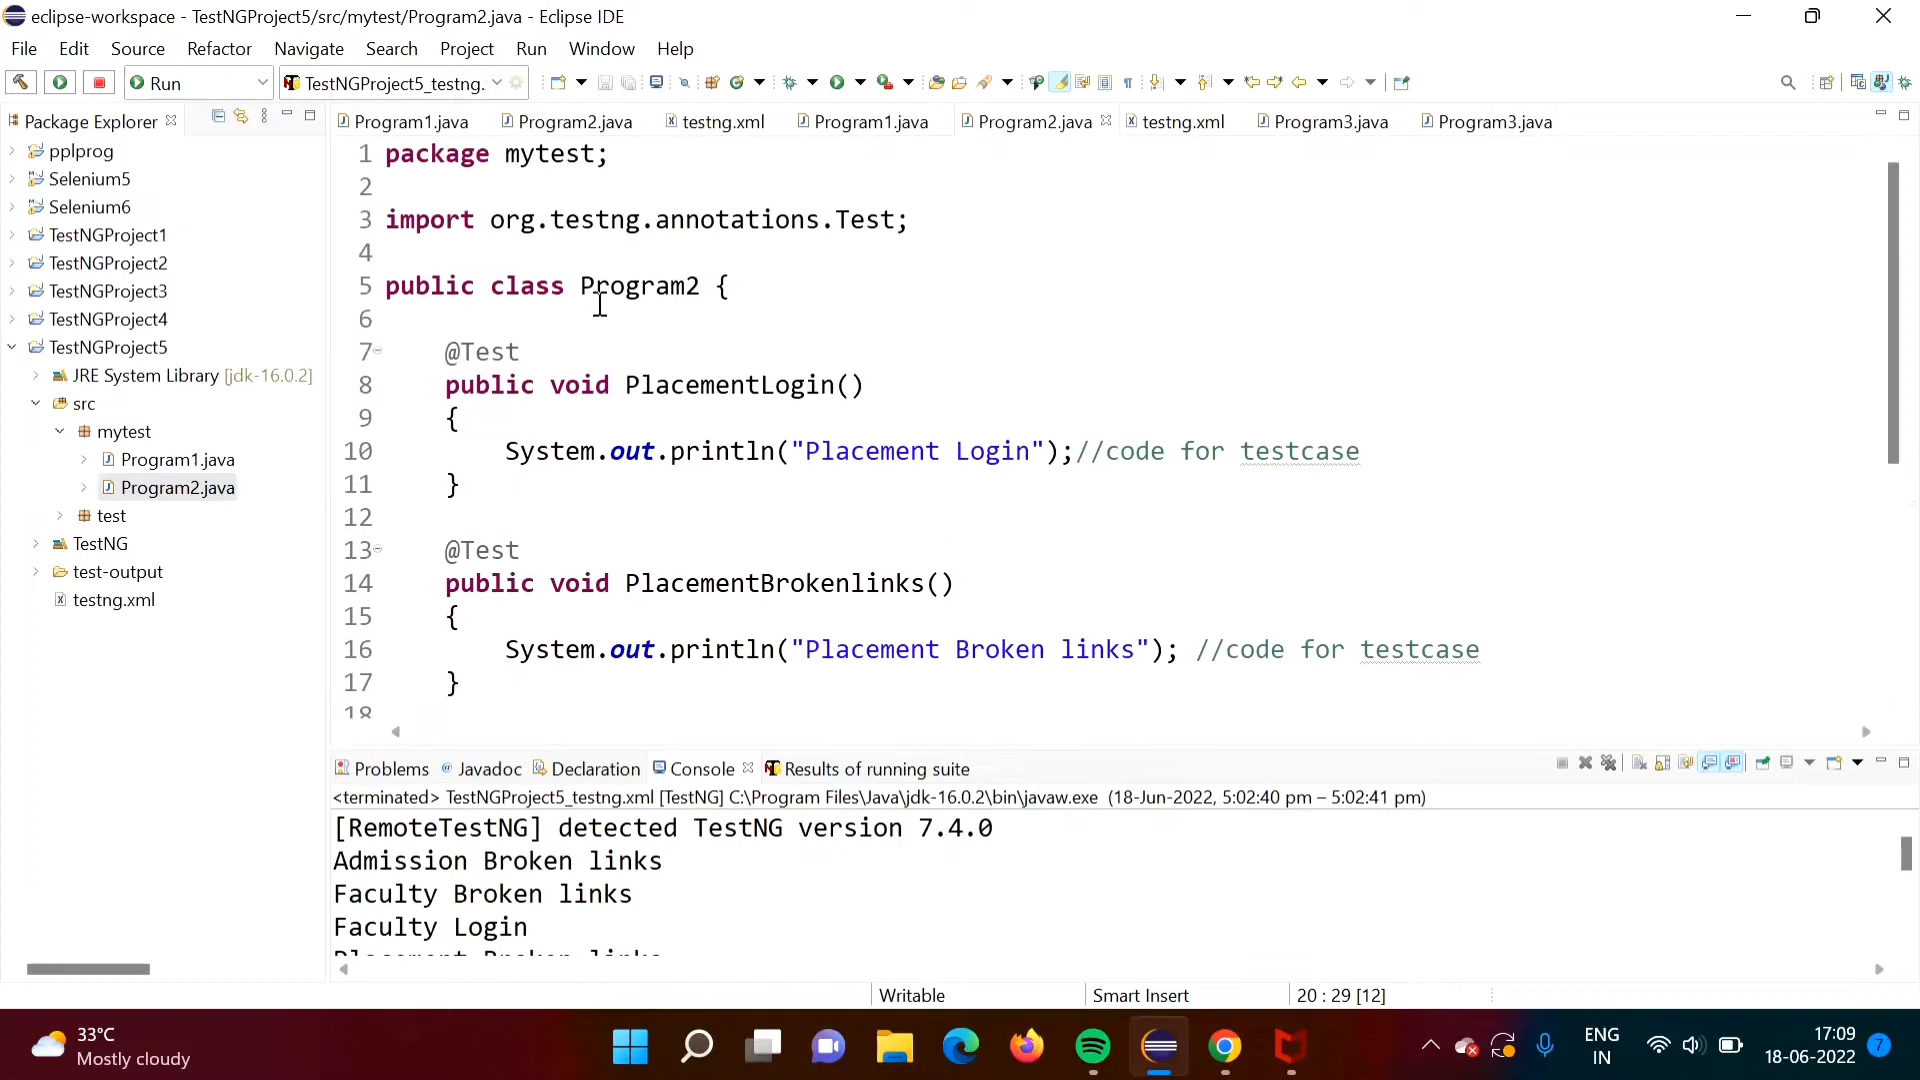 eclipse-workspace - TestNGProject5/src/mytest/Program2.java - Eclipse IDE
File Edit Source Refactor Navigate Search Project Run Window Help
Run TestNGProject5_testng.
Package Explorer
Program1.java Program2.java testng.xml Program1.java Program2.java testng.xml Program3.java Program3.java
pplprog
Selenium5
Selenium6
TestNGProject1
TestNGProject2
TestNGProject3
TestNGProject4
TestNGProject5
JRE System Library [jdk-16.0.2]
src
mytest
Program1.java
Program2.java
test
TestNG
test-output
testng.xml
1 package mytest;
2
3 import org.testng.annotations.Test;
4
5 public class Program2 {
6
7 @Test
8 public void PlacementLogin()
9 {
10 System.out.println("Placement Login");//code for testcase
11 }
12
13 @Test
14 public void PlacementBrokenlinks()
15 {
16 System.out.println("Placement Broken links"); //code for testcase
17 }
18
Problems Javadoc Declaration Console Results of running suite
<terminated> TestNGProject5_testng.xml [TestNG] C:\Program Files\Java\jdk-16.0.2\bin\javaw.exe (18-Jun-2022, 5:02:40 pm – 5:02:41 pm)
[RemoteTestNG] detected TestNG version 7.4.0
Admission Broken links
Faculty Broken links
Faculty Login
Placement Broken links
Writable Smart Insert 20 : 29 [12]
33°C
Mostly cloudy
ENG
IN
17:09
18-06-2022
7